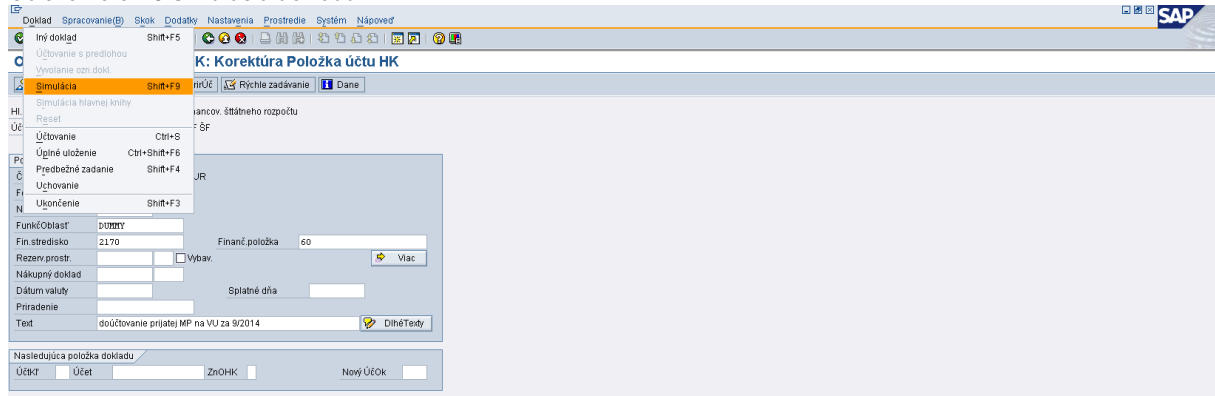 Doklad Spracovanie(B) Skok Dodatky Nastavenia Prostredie Systém Nápoveď
SAP
Iný doklad Shift+F5
Účtovanie s predlohou
Vyvolanie ozn.dokl.
Simulácia Shift+F9
Simulácia hlavnej knihy
Reset
Účtovanie Ctrl+S
Úplné uloženie Ctrl+Shift+F6
Predbežné zadanie Shift+F4
Uchovanie
Ukončenie Shift+F3
K: Korektúra Položka účtu HK
rirÚč Rýchle zadávanie Dane
Hl. ancov. šttátneho rozpočtu
Úč F ŠF
UR
FunkčOblasť DUMMY
Fin.stredisko 2170 Finanč.položka 60
Rezerv.prostr. Vybav. Viac
Nákupný doklad
Dátum valuty Splatné dňa
Priradenie
Text doúčtovanie prijatej MP na VU za 9/2014 DlhéTexty
Nasledujúca položka dokladu
ÚčtKľ Účet ZnOHK Nový ÚčOk